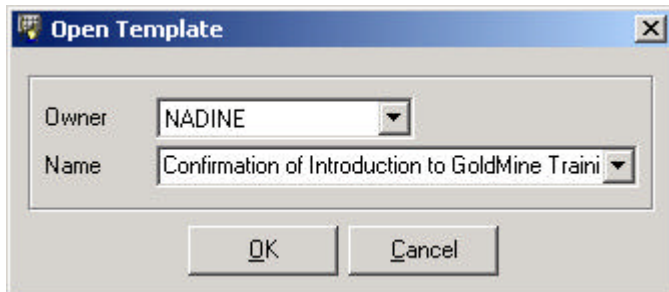 Open Template
Owner NADINE
Name Confirmation of Introduction to GoldMine Traini
OK Cancel